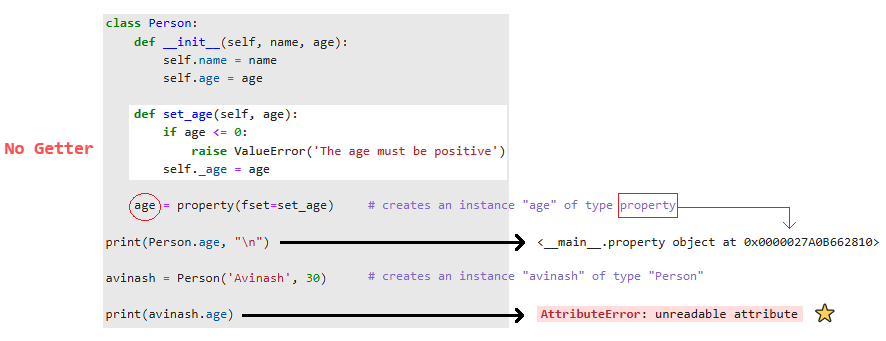 class Person:
    def __init__(self, name, age):
        self.name = name
        self.age = age
    def set_age(self, age):
        if age <= 0:
No Getter
            raise ValueError('The age must be positive')
        self._age = age
    age = property(fset=set_age)    # creates an instance "age" of type property
print(Person.age, "\n")    <__main__.property object at 0x0000027A0B662810>
avinash = Person('Avinash', 30)    # creates an instance "avinash" of type "Person"
print(avinash.age)    AttributeError: unreadable attribute